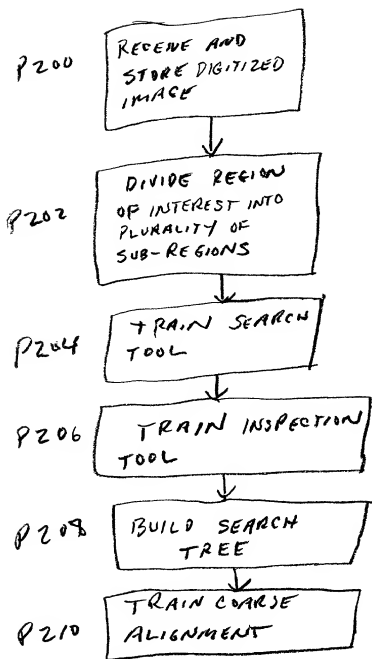 P200
RECEIVE AND
STORE DIGITIZED
IMAGE
P202
DIVIDE REGION
OF INTEREST INTO
PLURALITY OF
SUB-REGIONS
P204
TRAIN SEARCH
TOOL
P206
TRAIN INSPECTION
TOOL
P208
BUILD SEARCH
TREE
P210
TRAIN COARSE
ALIGNMENT